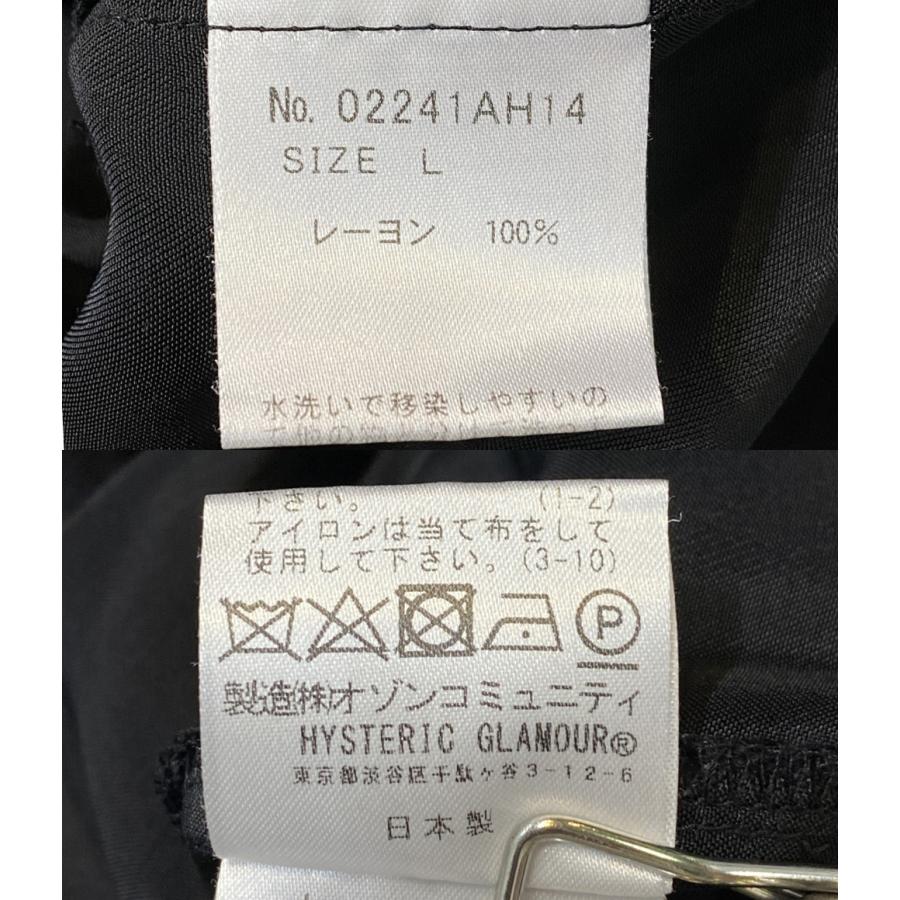 No. 02241AH14
SIZE L
レーヨン 100%
水洗いで移染しやすいの
下さい。 (1-2)
アイロンは当て布をして
使用して下さい。(3-10)
P
製造(株)オゾンコミュニティ
HYSTERIC GLAMOUR®
東京都渋谷区千駄ヶ谷3-12-6
日本製